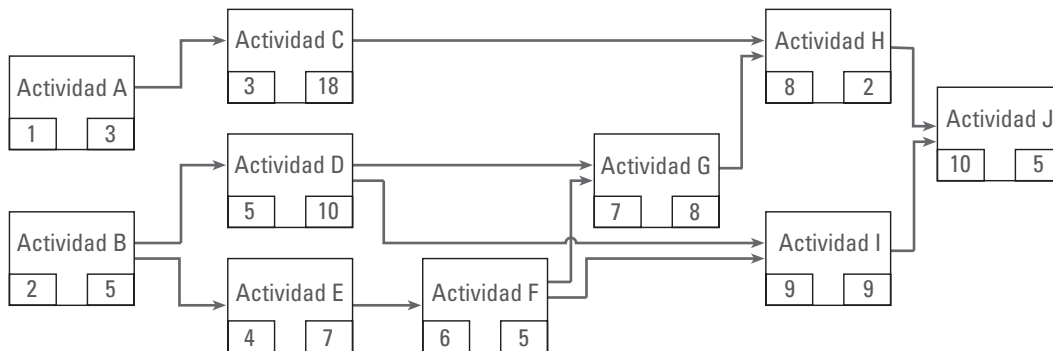 Actividad A
1 3
Actividad B
2 5
Actividad C
3 18
Actividad D
5 10
Actividad E
4 7
Actividad F
6 5
Actividad G
7 8
Actividad H
8 2
Actividad I
9 9
Actividad J
10 5